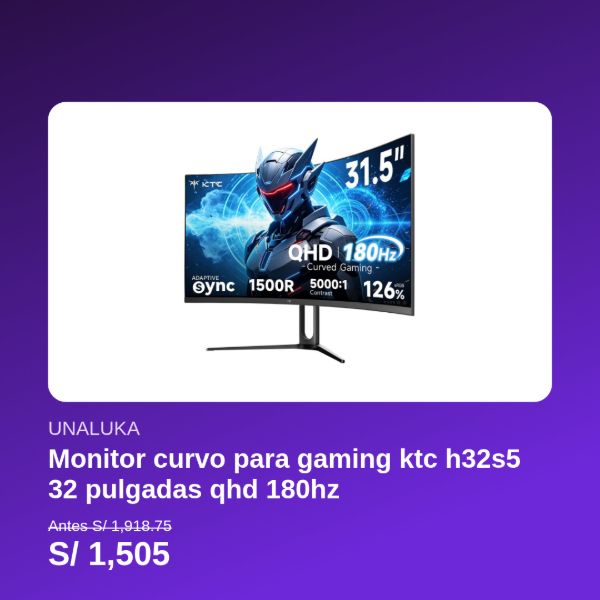 KTC
31.5"
QHD | 180Hz
- Curved Gaming -
ADAPTIVE
Sync
1500R
5000:1
Contrast
sRGB
126%
UNALUKA
Monitor curvo para gaming ktc h32s5
32 pulgadas qhd 180hz
Antes S/ 1,918.75
S/ 1,505